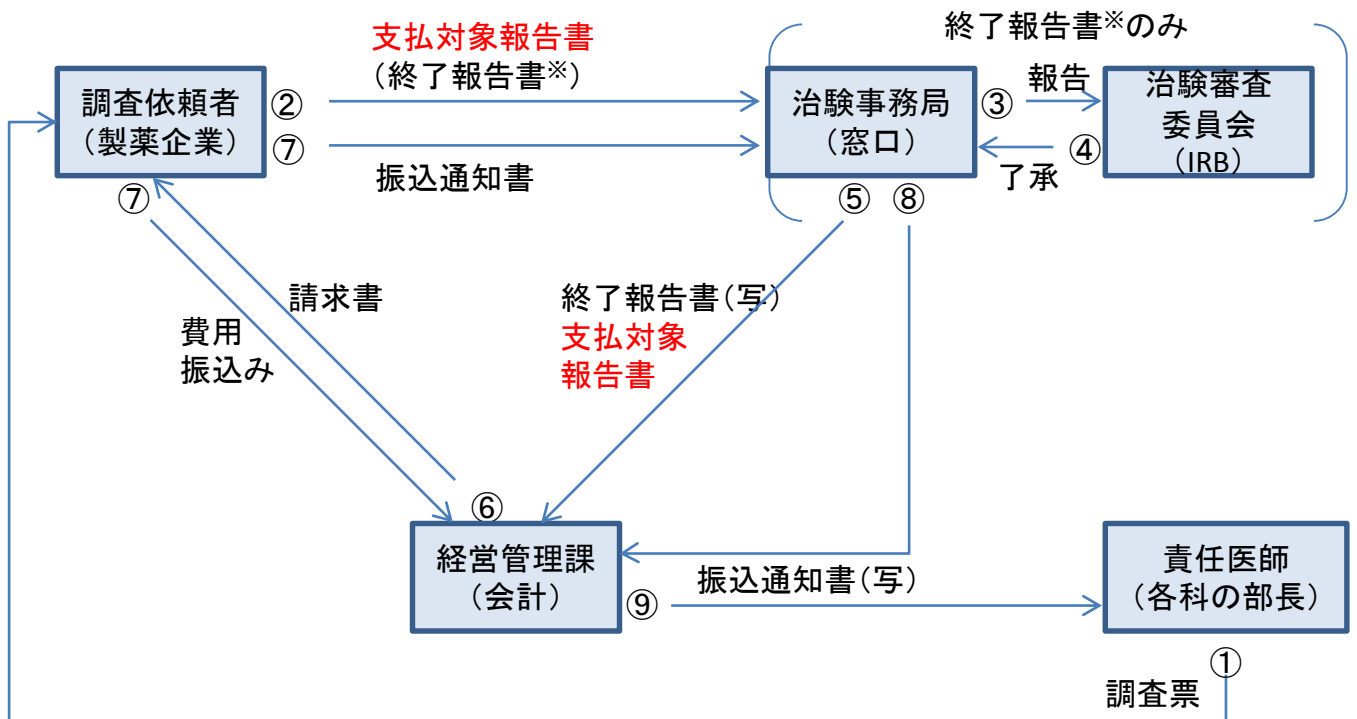 終了報告書※のみ
支払対象報告書
（終了報告書※）
調査依頼者
（製薬企業）
②
⑦
振込通知書
治験事務局
（窓口）
③
報告
④
了承
治験審査
委員会
（IRB）
⑦
⑤
⑧
請求書
費用
振込み
終了報告書（写）
支払対象
報告書
⑥
経営管理課
（会計）
⑨
振込通知書（写）
責任医師
（各科の部長）
①
調査票